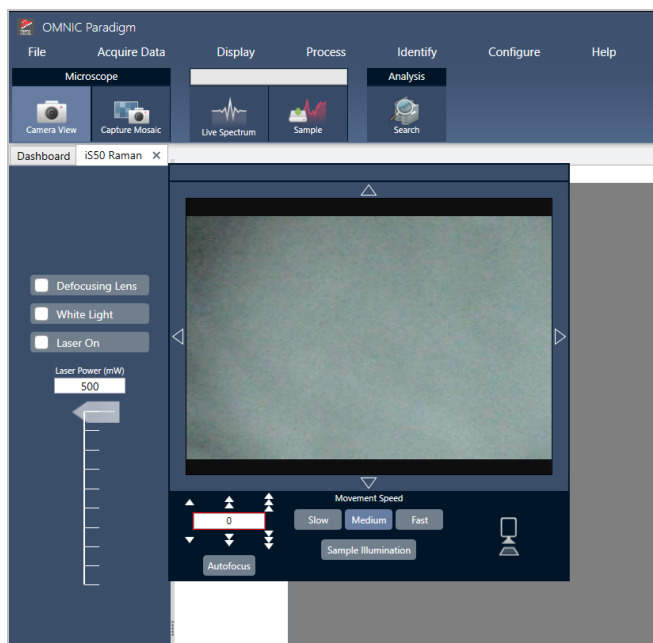 OMNIC Paradigm
File Acquire Data Display Process Identify Configure Help
Microscope Analysis
Camera View Capture Mosaic Live Spectrum Sample Search
Dashboard iS50 Raman X
Defocusing Lens
White Light
Laser On
Laser Power (mW)
500
Movement Speed
0 Slow Medium Fast
Sample Illumination
Autofocus